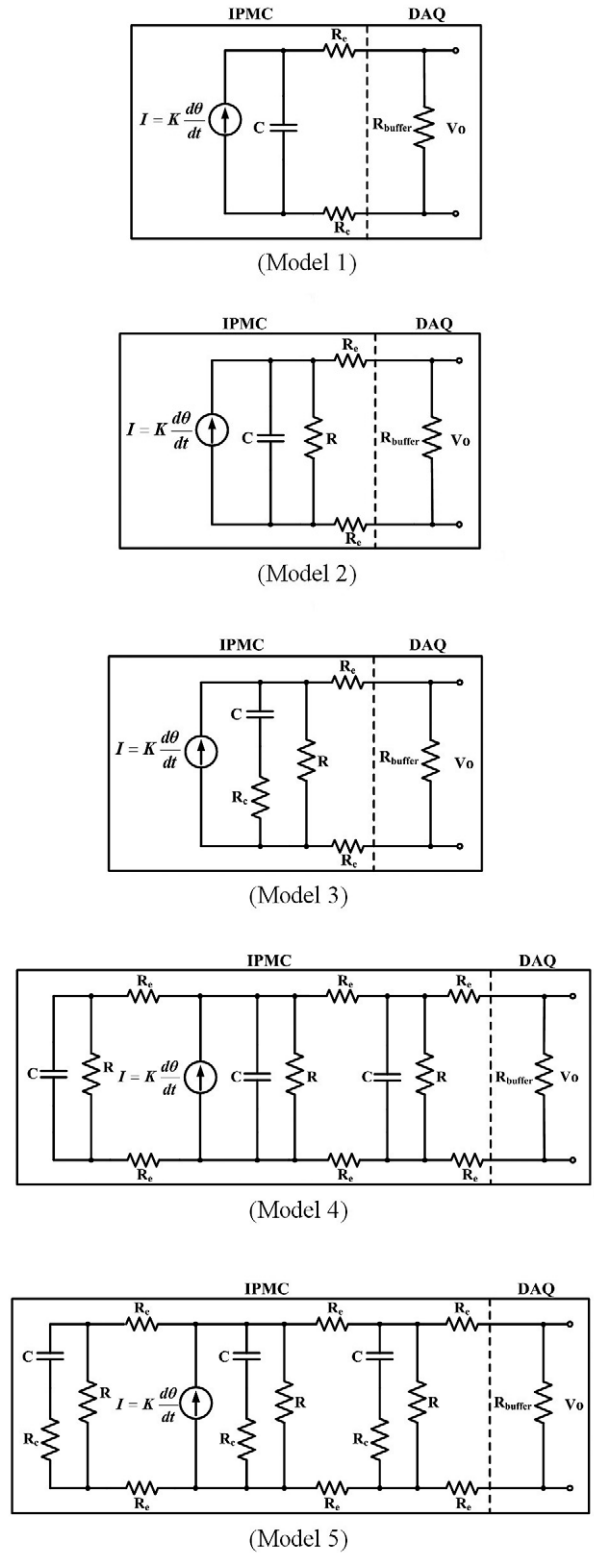 IPMC DAQ
Re
I = K dθ/dt
C
Rbuffer
Vo
Re
(Model 1)
IPMC DAQ
Re
I = K dθ/dt
C
R
Rbuffer
Vo
Re
(Model 2)
IPMC DAQ
Re
C
I = K dθ/dt
R
Rbuffer
Vo
Rc
Re
(Model 3)
IPMC DAQ
Re Re Re
C R I = K dθ/dt C R C R Rbuffer Vo
Re Re Re
(Model 4)
IPMC DAQ
Re Re Re
C C C
R I = K dθ/dt R R Rbuffer Vo
Rc Rc Rc
Re Re Re
(Model 5)